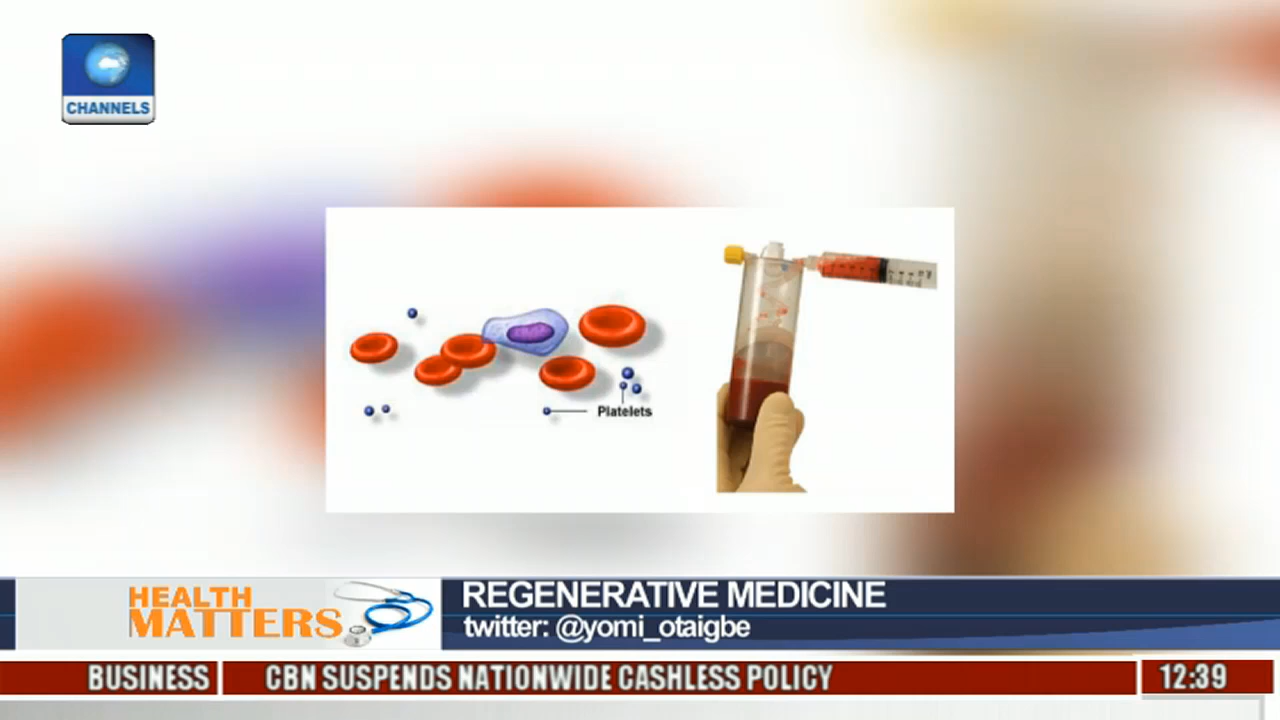 CHANNELS
Platelets
HEALTH
MATTERS
REGENERATIVE MEDICINE
twitter: @yomi_otaigbe
BUSINESS
CBN SUSPENDS NATIONWIDE CASHLESS POLICY
12:39